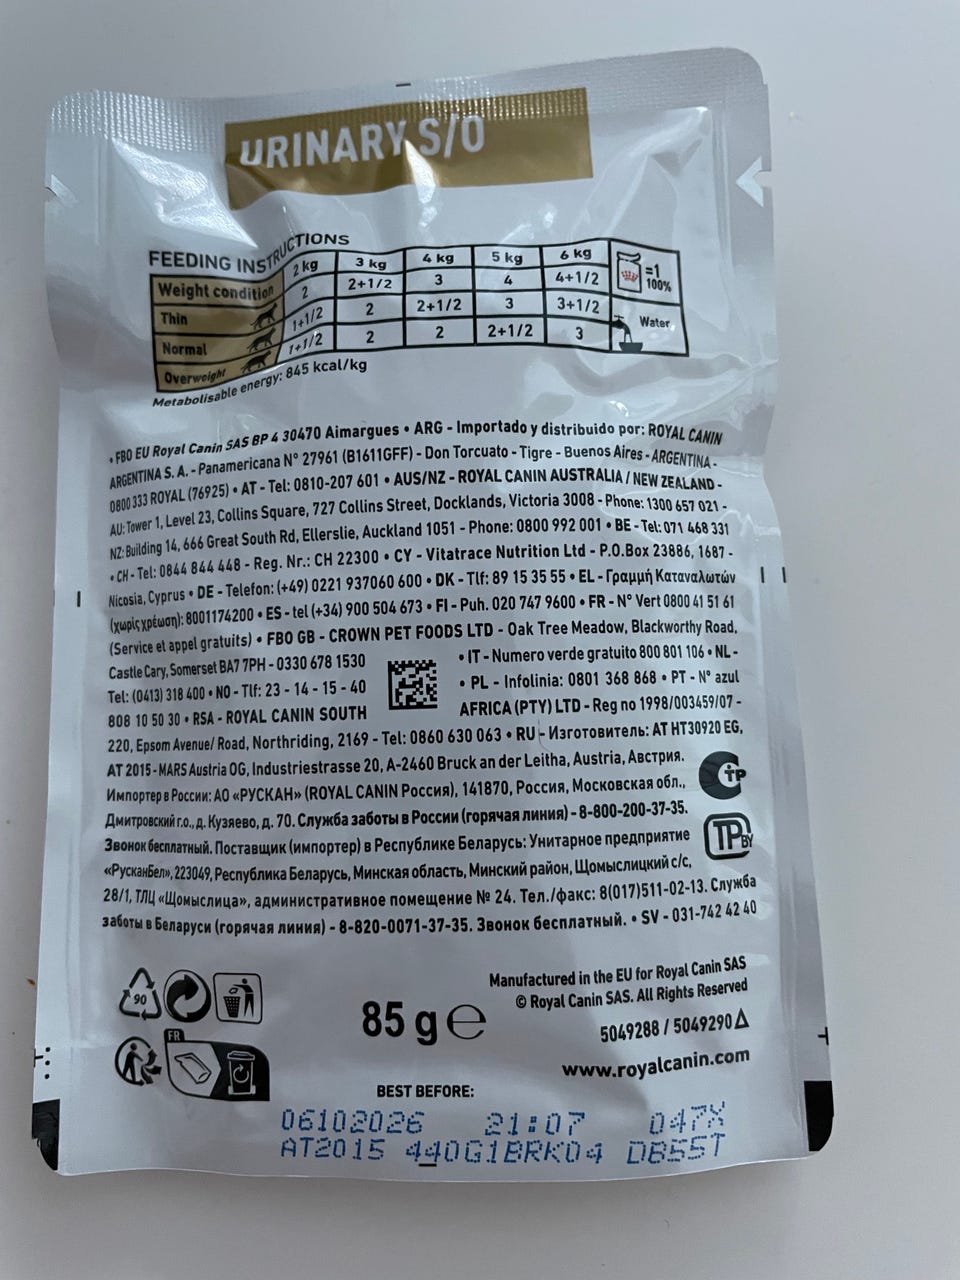 URINARY S/O
FEEDING INSTRUCTIONS
Weight condition 2 kg 3 kg 4 kg 5 kg 6 kg =1 100%
Thin 2 2+1/2 3 4 4+1/2
Normal 1+1/2 2 2+1/2 3 3+1/2 Water
Overweight 1+1/2 2 2 2+1/2 3
Metabolisable energy: 845 kcal/kg
• FBO EU Royal Canin SAS BP 4 30470 Aimargues • ARG - Importado y distribuido por: ROYAL CANIN
ARGENTINA S. A. - Panamericana N° 27961 (B1611GFF) - Don Torcuato - Tigre - Buenos Aires - ARGENTINA -
0800 333 ROYAL (76925) • AT - Tel: 0810-207 601 • AUS/NZ - ROYAL CANIN AUSTRALIA / NEW ZEALAND -
AU: Tower 1, Level 23, Collins Square, 727 Collins Street, Docklands, Victoria 3008 - Phone: 1300 657 021 -
NZ: Building 14, 666 Great South Rd, Ellerslie, Auckland 1051 - Phone: 0800 992 001 • BE - Tel: 071 468 331
• CH - Tel: 0844 844 448 - Reg. Nr.: CH 22300 • CY - Vitatrace Nutrition Ltd - P.O.Box 23886, 1687 -
Nicosia, Cyprus • DE - Telefon: (+49) 0221 937060 600 • DK - Tlf: 89 15 35 55 • EL - Γραμμή Καταναλωτών
(χωρίς χρέωση): 8001174200 • ES - tel (+34) 900 504 673 • FI - Puh. 020 747 9600 • FR - N° Vert 0800 41 51 61
(Service et appel gratuits) • FBO GB - CROWN PET FOODS LTD - Oak Tree Meadow, Blackworthy Road,
Castle Cary, Somerset BA7 7PH - 0330 678 1530 • IT - Numero verde gratuito 800 801 106 • NL -
Tel: (0413) 318 400 • NO - Tlf: 23 - 14 - 15 - 40 • PL - Infolinia: 0801 368 868 • PT - N° azul
808 10 50 30 • RSA - ROYAL CANIN SOUTH AFRICA (PTY) LTD - Reg no 1998/003459/07 -
220, Epsom Avenue/ Road, Northriding, 2169 - Tel: 0860 630 063 • RU - Изготовитель: AT HT30920 EG,
AT 2015 - MARS Austria OG, Industriestrasse 20, A-2460 Bruck an der Leitha, Austria, Австрия.
Импортер в России: АО «РУСКАН» (ROYAL CANIN Россия), 141870, Россия, Московская обл.,
Дмитровский г.о., д. Кузяево, д. 70. Служба заботы в России (горячая линия) - 8-800-200-37-35.
Звонок бесплатный. Поставщик (импортер) в Республике Беларусь: Унитарное предприятие
«РусканБел», 223049, Республика Беларусь, Минская область, Минский район, Щомыслицкий с/с,
28/1, ТЛЦ «Щомыслица», административное помещение № 24. Тел./факс: 8(017)511-02-13. Служба
заботы в Беларуси (горячая линия) - 8-820-0071-37-35. Звонок бесплатный. • SV - 031-742 42 40
TP BY
Manufactured in the EU for Royal Canin SAS
© Royal Canin SAS. All Rights Reserved
5049288 / 5049290
www.royalcanin.com
90
FR
85 g e
BEST BEFORE:
06102026 21:07 047X
AT2015 440G1BRK04 DB55T